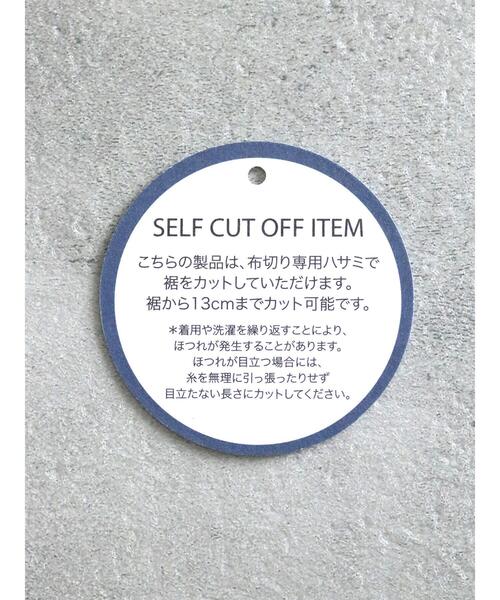 SELF CUT OFF ITEM
こちらの製品は、布切り専用ハサミで
裾をカットしていただけます。
裾から13cmまでカット可能です。
＊着用や洗濯を繰り返すことにより、
ほつれが発生することがあります。
ほつれが目立つ場合には、
糸を無理に引っ張ったりせず
目立たない長さにカットしてください。